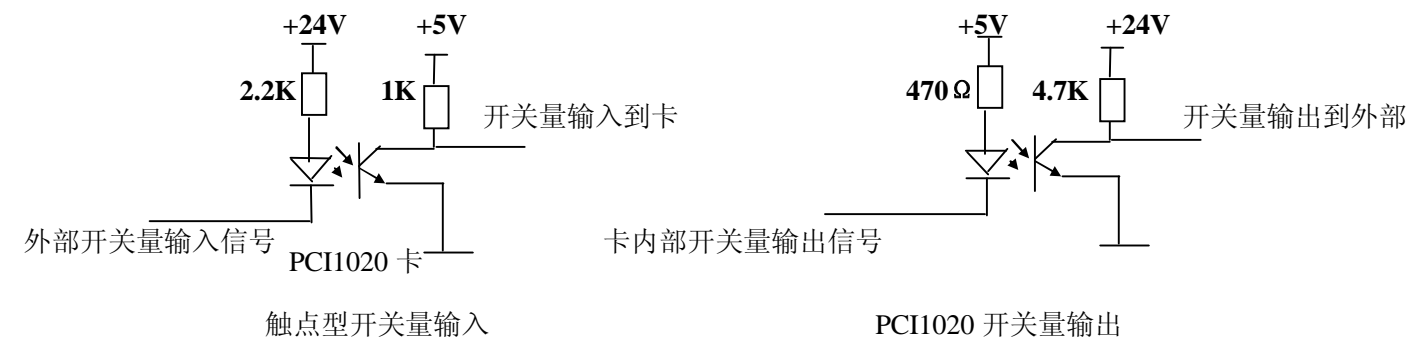 +24V +5V
2.2K 1K
开关量输入到卡
外部开关量输入信号
PCI1020 卡
触点型开关量输入
+5V +24V
470Ω 4.7K
开关量输出到外部
卡内部开关量输出信号
PCI1020 开关量输出